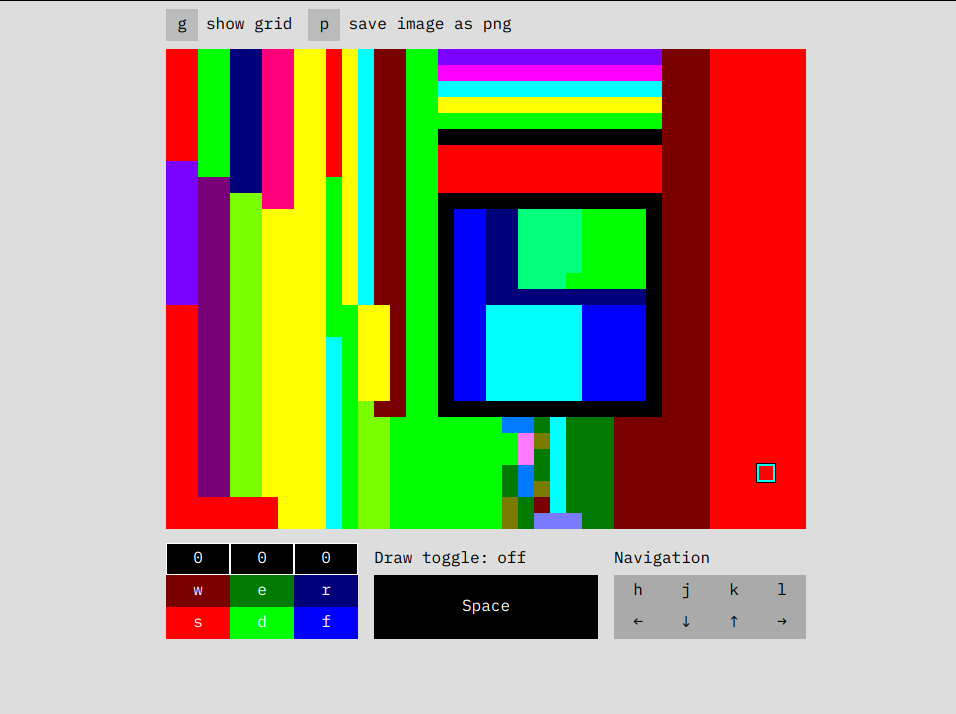 g show grid p save image as png
0 0 0 Draw toggle: off Navigation
w e r Space h j k l
s d f ← ↓ ↑ →